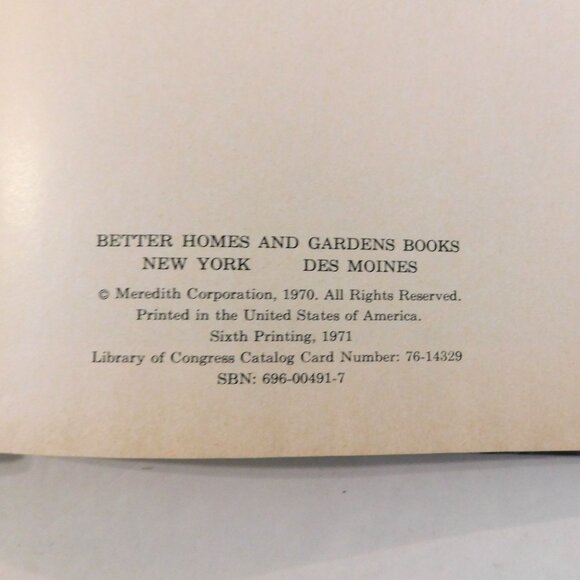 BETTER HOMES AND GARDENS BOOKS
NEW YORK DES MOINES
© Meredith Corporation, 1970. All Rights Reserved.
Printed in the United States of America.
Sixth Printing, 1971
Library of Congress Catalog Card Number: 76-14329
SBN: 696-00491-7